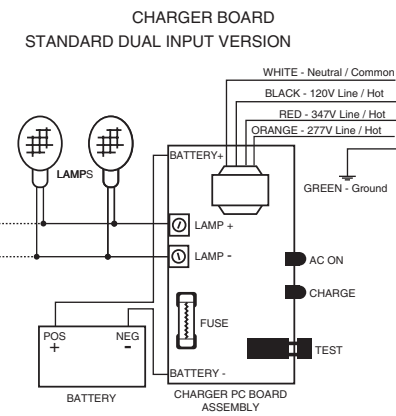 CHARGER BOARD
STANDARD DUAL INPUT VERSION
WHITE - Neutral / Common
BLACK - 120V Line / Hot
RED - 347V Line / Hot
ORANGE - 277V Line / Hot
BATTERY+
LAMPS
GREEN - Ground
LAMP +
LAMP -
AC ON
CHARGE
FUSE
POS
NEG
+
-
TEST
BATTERY -
BATTERY
CHARGER PC BOARD
ASSEMBLY